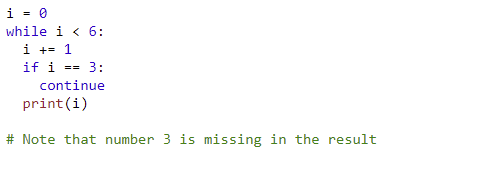 i = 0
while i < 6:
  i += 1
  if i == 3:
    continue
  print(i)

# Note that number 3 is missing in the result